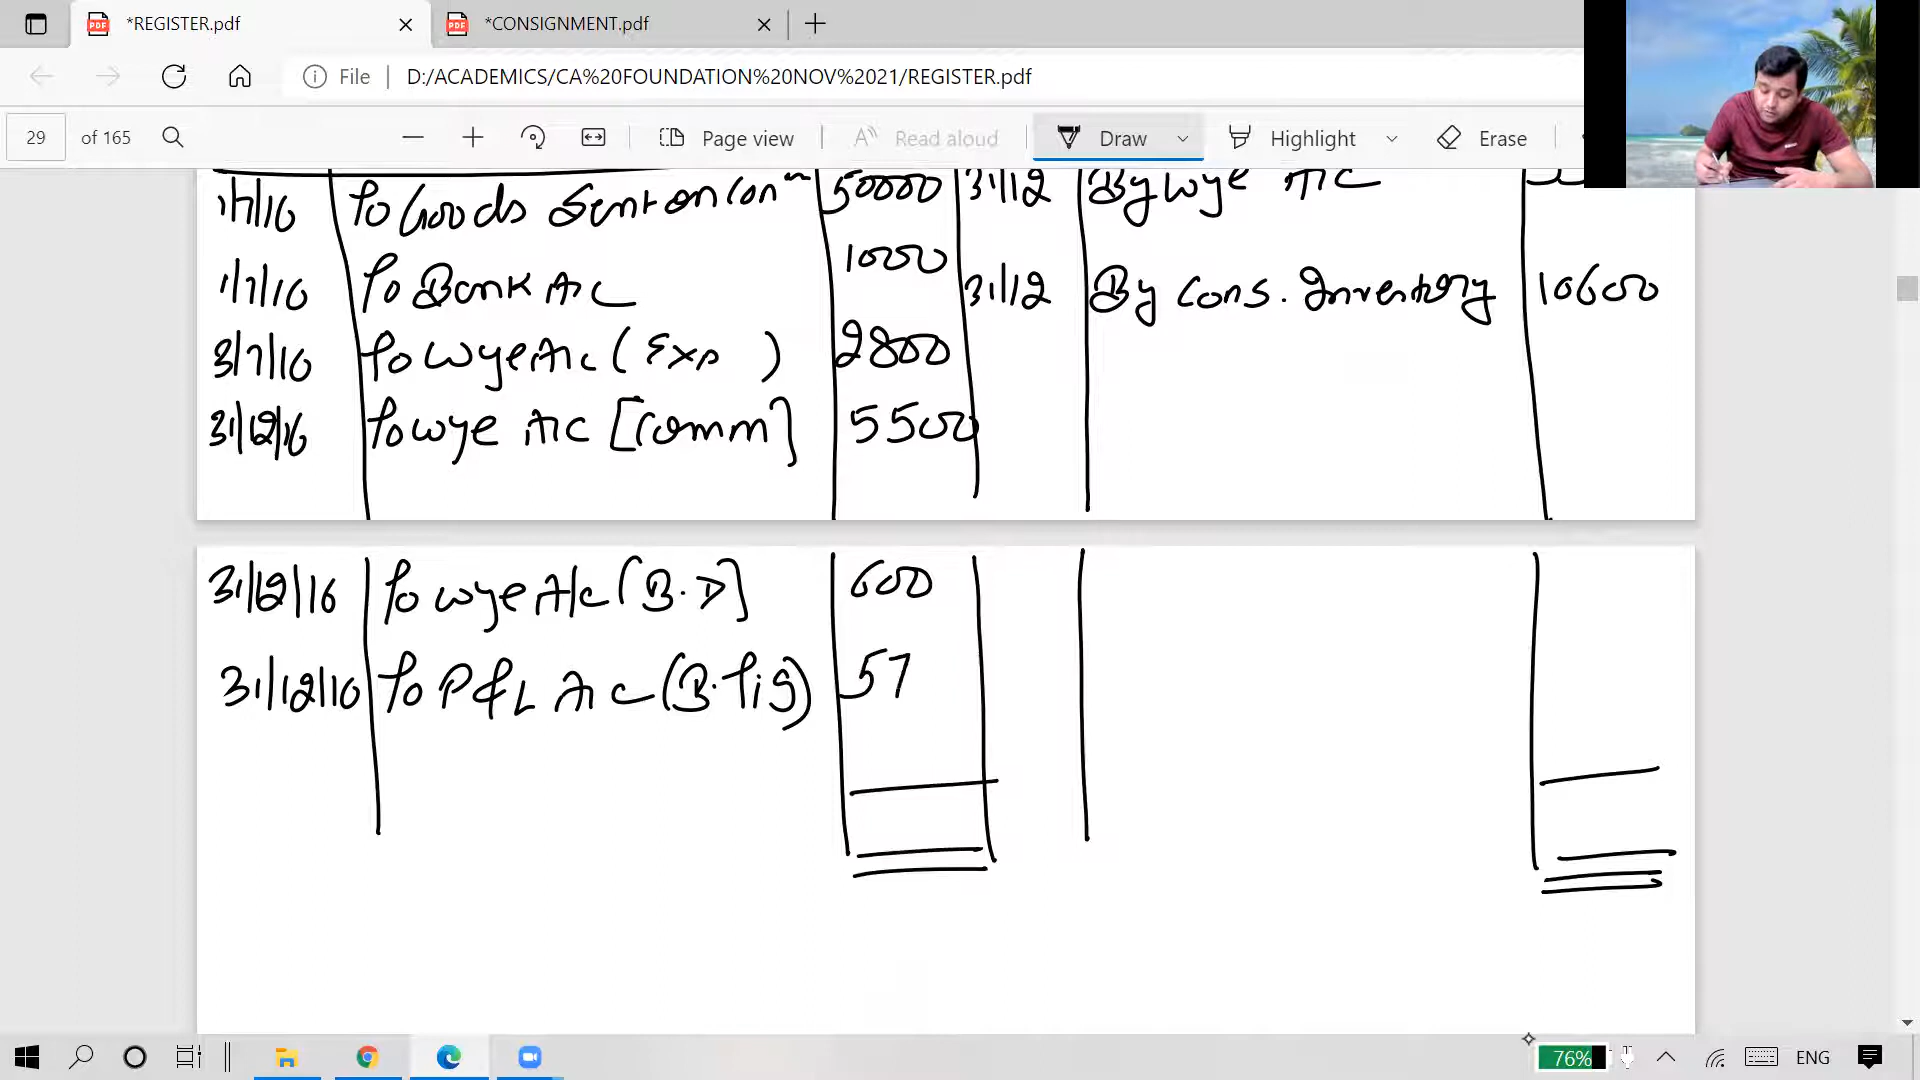 *REGISTER.pdf
*CONSIGNMENT.pdf
File
D:/ACADEMICS/CA%20FOUNDATION%20NOV%2021/REGISTER.pdf
29 of 165
Page view
Read aloud
Draw
Highlight
Erase
1/7/16 To Goods Sent on Conⁿ 50000 31/12 By Wye A/C
1/7/16 To Bank A/C 1000 31/12 By Cons. Inventory 10600
3/7/16 To Wye A/C (Exp ) 2800
31/12/16 To Wye A/C [Comm] 5500
31/12/16 To Wye A/C [B.D] 600
31/12/16 To P&L A/C (B.fig) 57
76%
ENG